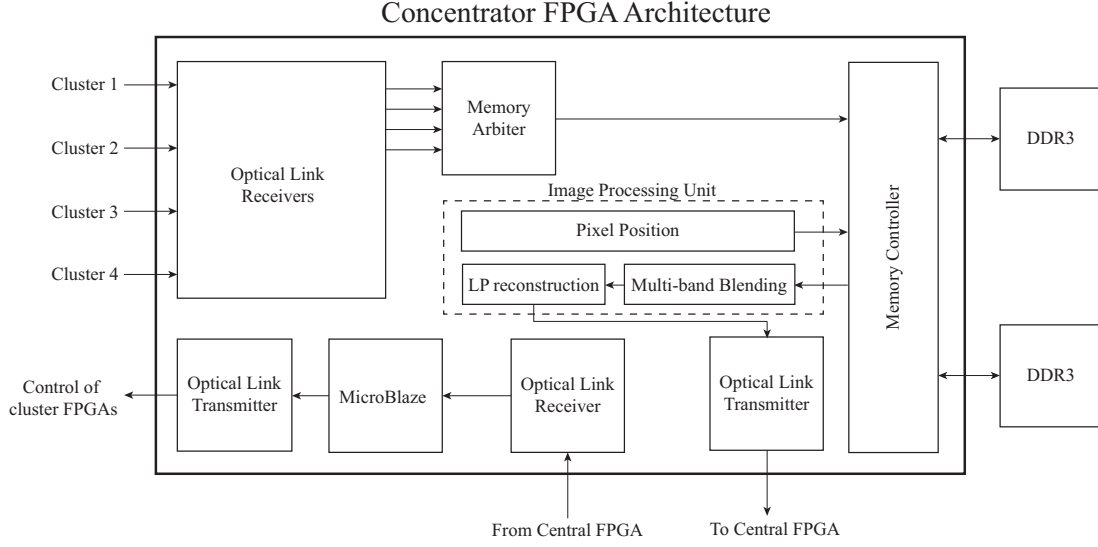 Concentrator FPGA Architecture
Cluster 1
Cluster 2
Cluster 3
Cluster 4
Optical Link
Receivers
Memory
Arbiter
Image Processing Unit
Pixel Position
LP reconstruction
Multi-band Blending
Memory Controller
DDR3
DDR3
Control of
cluster FPGAs
Optical Link
Transmitter
MicroBlaze
Optical Link
Receiver
Optical Link
Transmitter
From Central FPGA
To Central FPGA